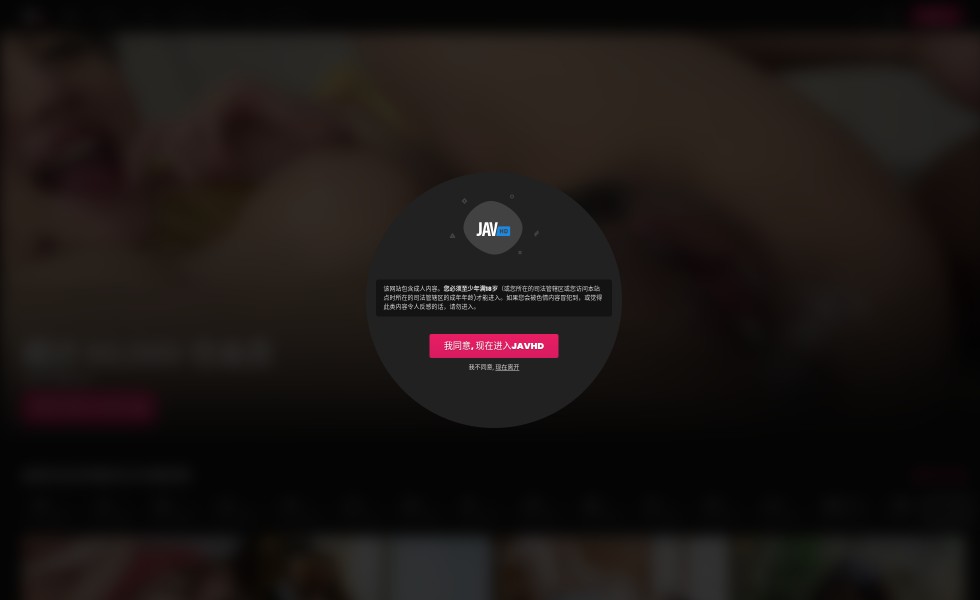 JAV HD
该网站包含成人内容。您必须至少年满18岁（或您所在的司法管辖区或您访问本站
点时所在的司法管辖区的成年年龄)才能进入。如果您会被色情内容冒犯到，或觉得
此类内容令人反感的话，请勿进入。
我同意, 现在进入JAVHD
我不同意, 现在离开